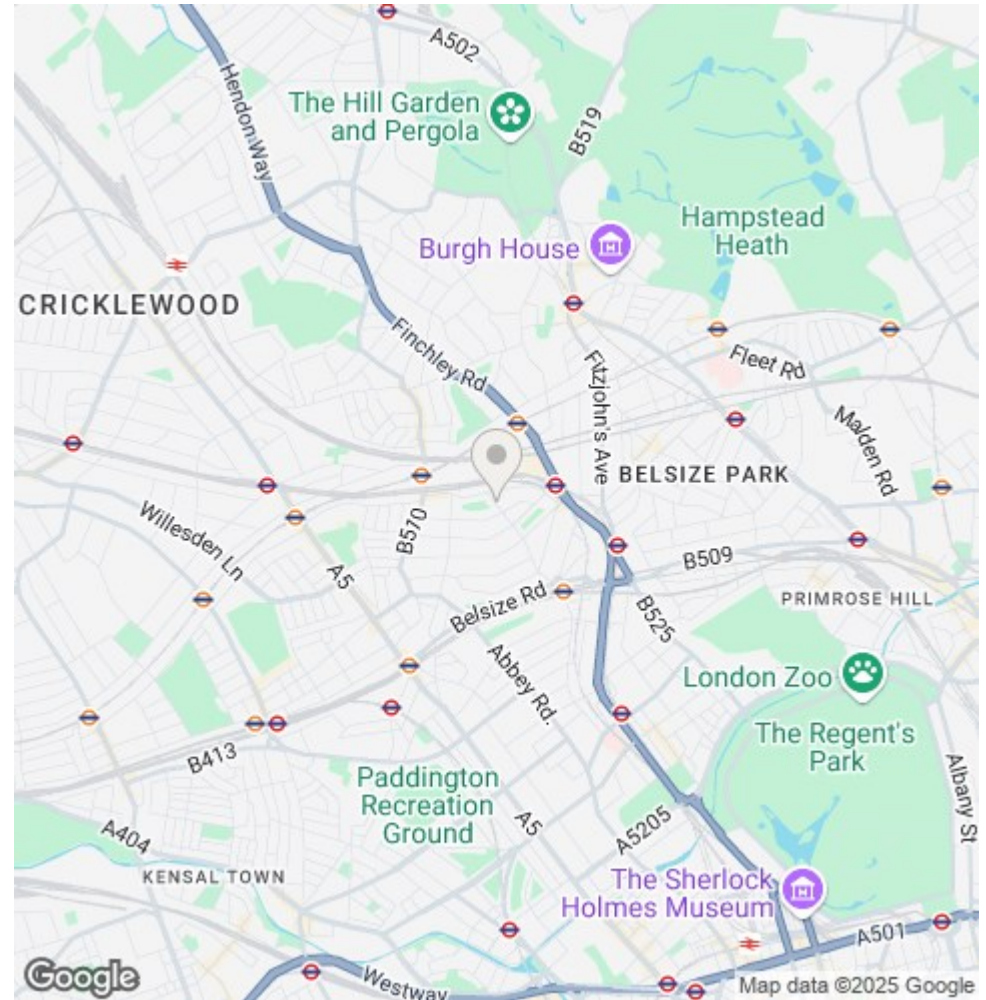 A502
Hendon Way
The Hill Garden
and Pergola
B519
Hampstead
Heath
Burgh House
CRICKLEWOOD
Finchley Rd
Fitzjohn's Ave
Fleet Rd
Malden Rd
BELSIZE PARK
Willesden Ln
B510
A5
B509
Belsize Rd
B525
PRIMROSE HILL
Abbey Rd.
London Zoo
The Regent's
Park
B413
Albany St
Paddington
Recreation
Ground
A5
A5205
A404
KENSAL TOWN
The Sherlock
Holmes Museum
A501
Westway
Google
Map data ©2025 Google